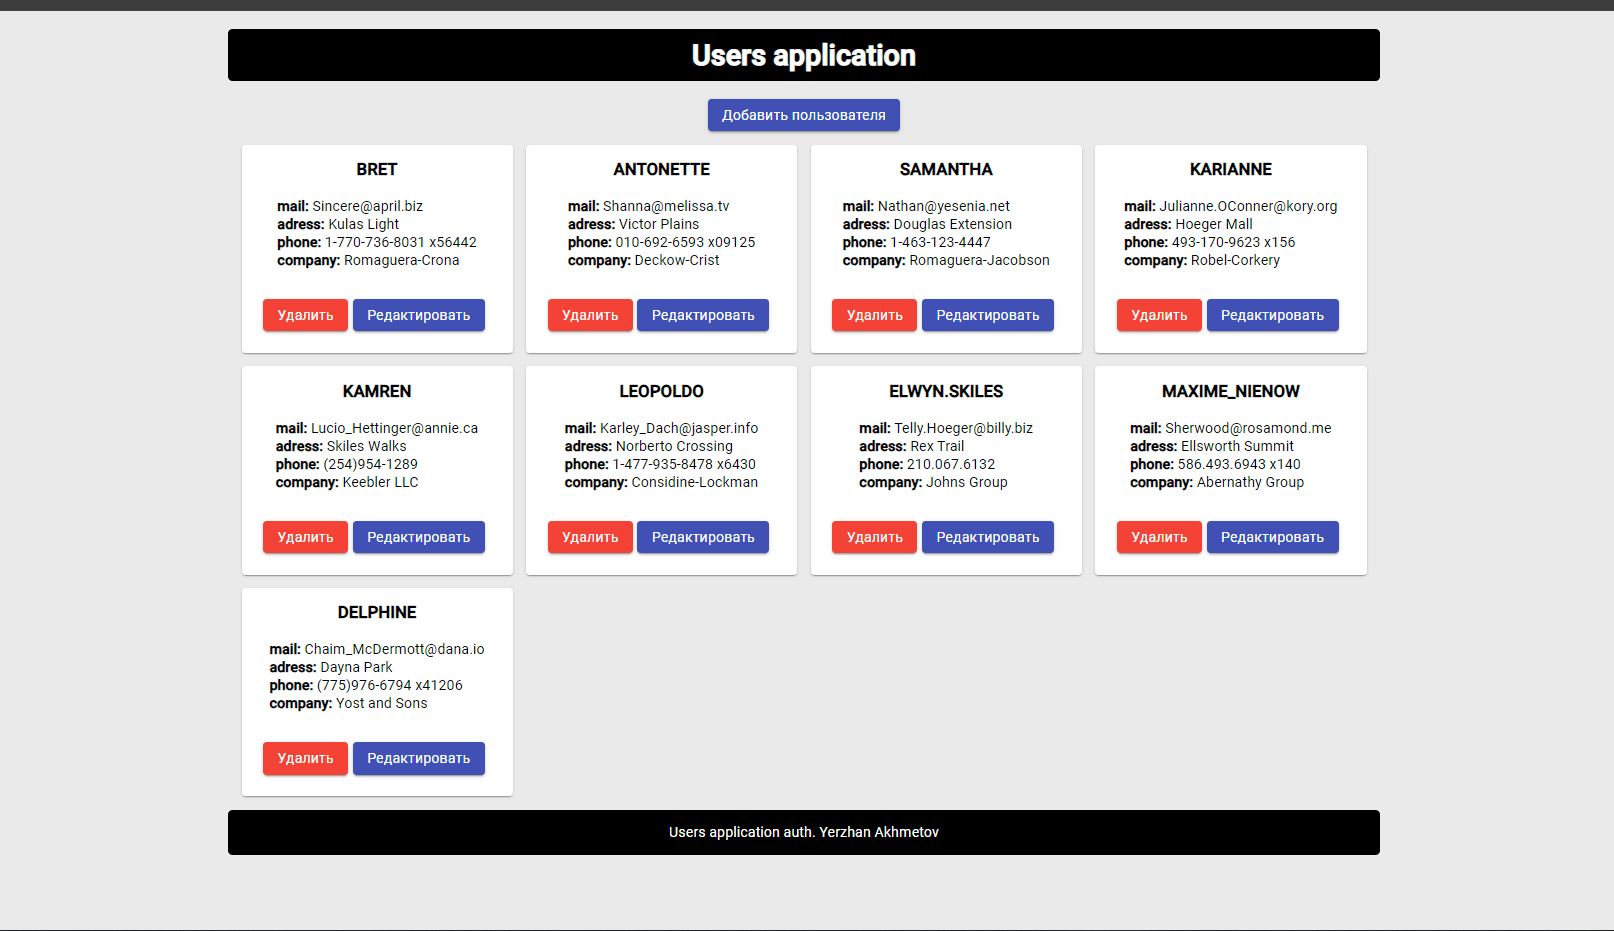 Users application
Добавить пользователя
BRET
mail: Sincere@april.biz
adress: Kulas Light
phone: 1-770-736-8031 x56442
company: Romaguera-Crona
Удалить Редактировать
ANTONETTE
mail: Shanna@melissa.tv
adress: Victor Plains
phone: 010-692-6593 x09125
company: Deckow-Crist
Удалить Редактировать
SAMANTHA
mail: Nathan@yesenia.net
adress: Douglas Extension
phone: 1-463-123-4447
company: Romaguera-Jacobson
Удалить Редактировать
KARIANNE
mail: Julianne.OConner@kory.org
adress: Hoeger Mall
phone: 493-170-9623 x156
company: Robel-Corkery
Удалить Редактировать
KAMREN
mail: Lucio_Hettinger@annie.ca
adress: Skiles Walks
phone: (254)954-1289
company: Keebler LLC
Удалить Редактировать
LEOPOLDO
mail: Karley_Dach@jasper.info
adress: Norberto Crossing
phone: 1-477-935-8478 x6430
company: Considine-Lockman
Удалить Редактировать
ELWYN.SKILES
mail: Telly.Hoeger@billy.biz
adress: Rex Trail
phone: 210.067.6132
company: Johns Group
Удалить Редактировать
MAXIME_NIENOW
mail: Sherwood@rosamond.me
adress: Ellsworth Summit
phone: 586.493.6943 x140
company: Abernathy Group
Удалить Редактировать
DELPHINE
mail: Chaim_McDermott@dana.io
adress: Dayna Park
phone: (775)976-6794 x41206
company: Yost and Sons
Удалить Редактировать
Users application auth. Yerzhan Akhmetov